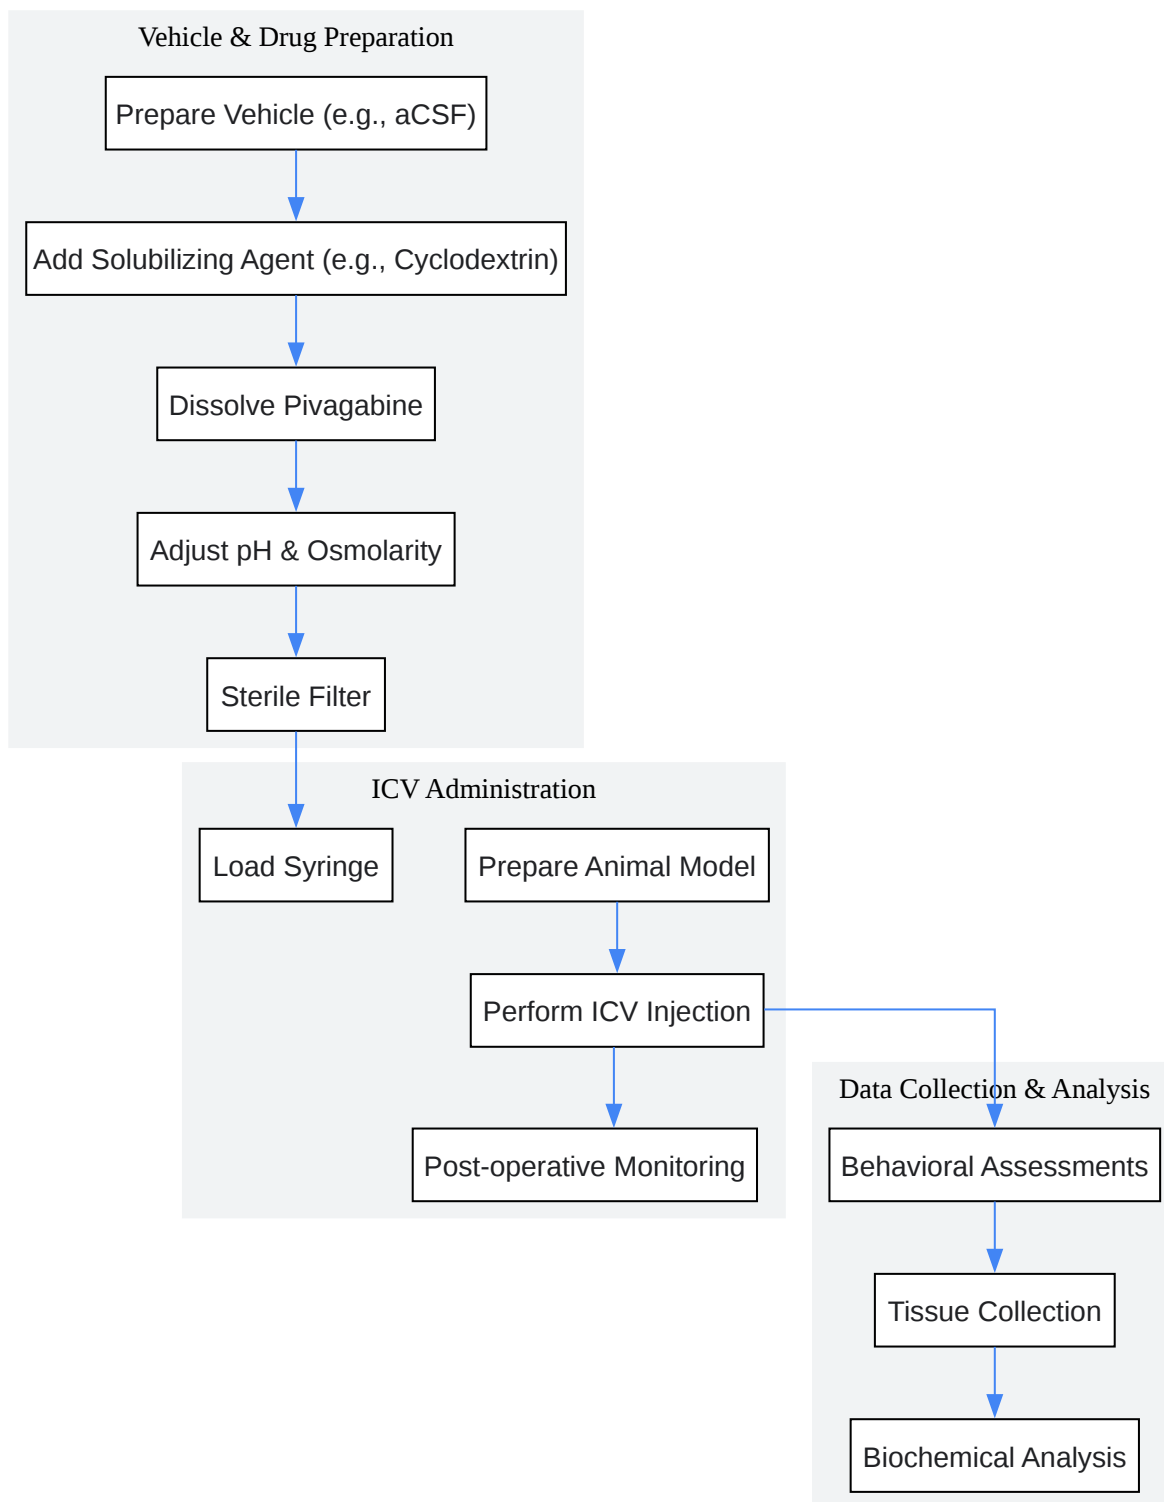 Vehicle & Drug Preparation
Prepare Vehicle (e.g., aCSF)
Add Solubilizing Agent (e.g., Cyclodextrin)
Dissolve Pivagabine
Adjust pH & Osmolarity
Sterile Filter
ICV Administration
Load Syringe
Prepare Animal Model
Perform ICV Injection
Post-operative Monitoring
Data Collection & Analysis
Behavioral Assessments
Tissue Collection
Biochemical Analysis